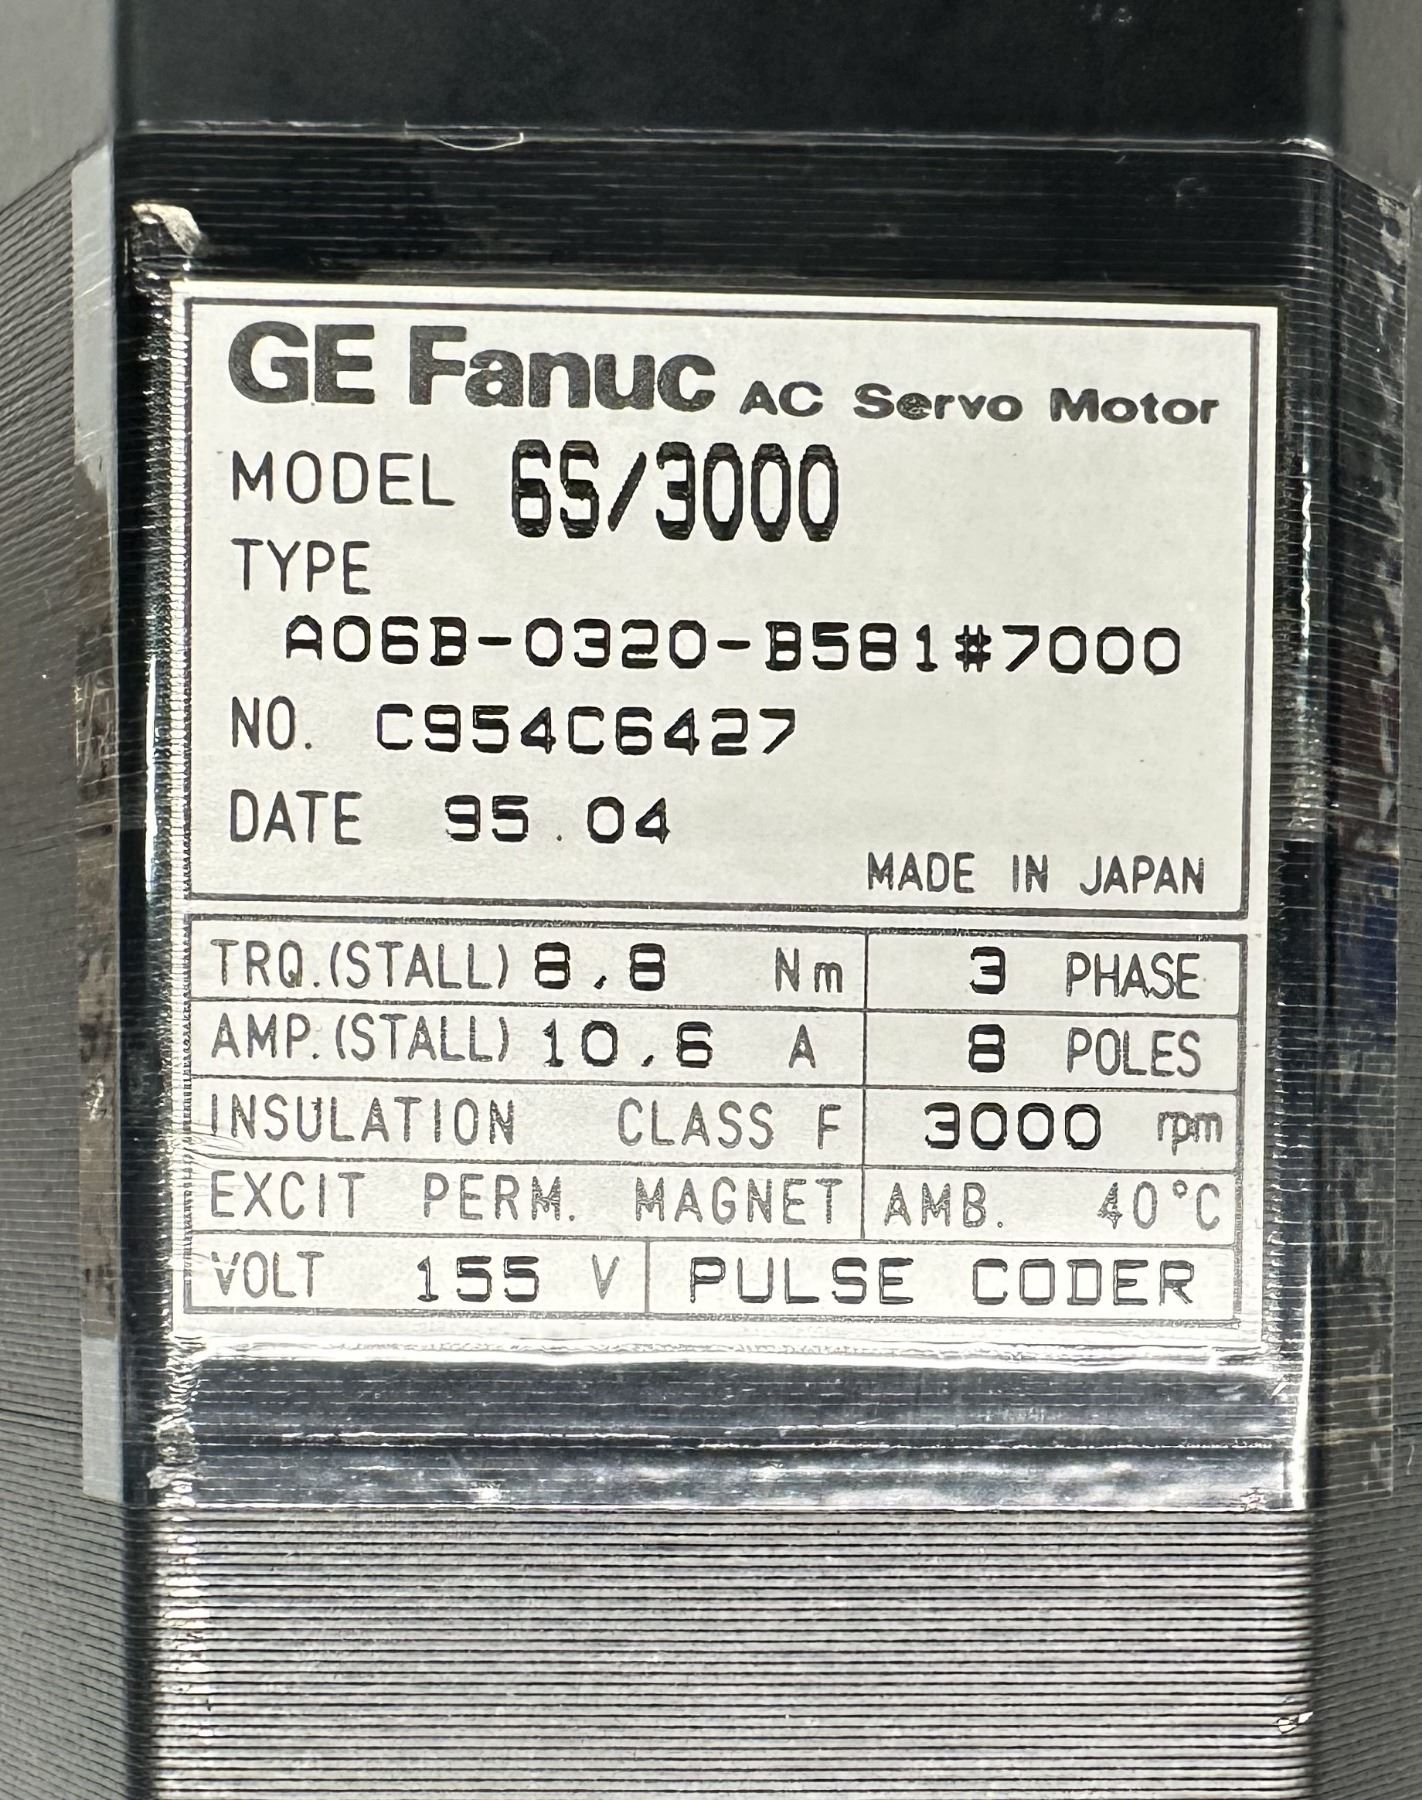 GE Fanuc AC Servo Motor
MODEL 6S/3000
TYPE
A06B-0320-B581#7000
NO. C954C6427
DATE 95.04
MADE IN JAPAN
TRQ.(STALL) 8.8 Nm 3 PHASE
AMP.(STALL) 10.6 A 8 POLES
INSULATION CLASS F 3000 rpm
EXCIT PERM. MAGNET AMB. 40°C
VOLT 155 V PULSE CODER